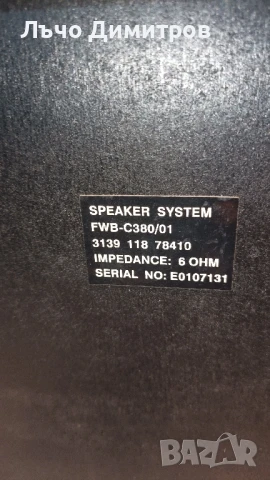 Лъчо Димитров
SPEAKER SYSTEM
FWB-C380/01
3139 118 78410
IMPEDANCE: 6 OHM
SERIAL NO: E0107131
BAZAR